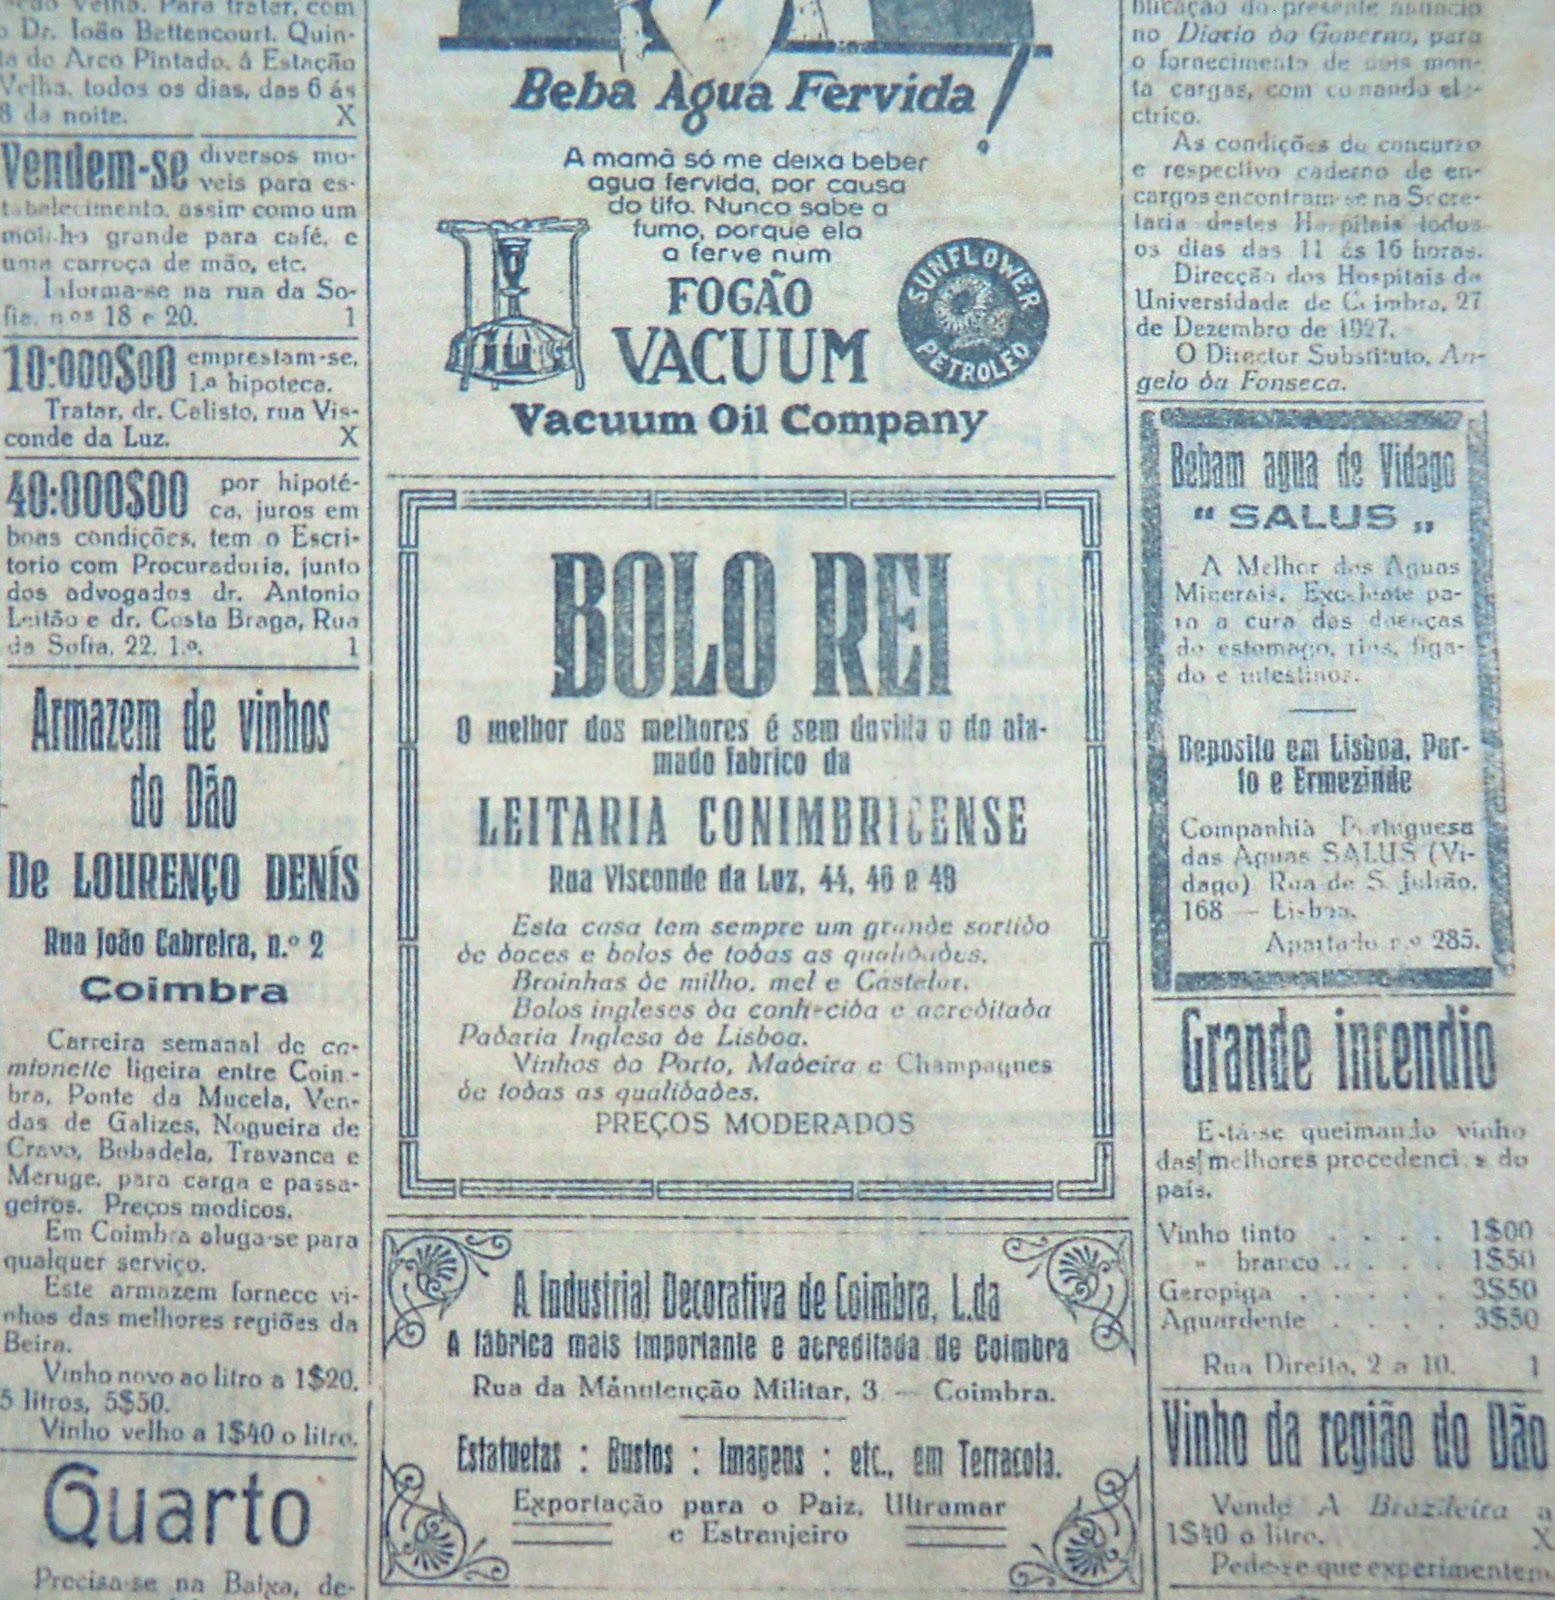 Velha. Para tratar, com
o Dr. João Bettencourt. Quin-
ta do Arco Pintado, á Estação
Velha, todos os dias, das 6 ás
8 da noite. X
Vendem-se diversos mo-
veis para es-
tabelecimento, assim como um
moinho grande para café, e
uma carroça de mão, etc.
Informa-se na rua da So-
fia, n.os 18 e 20. 1
10:000$00 emprestam-se,
1.a hipoteca.
Tratar, dr. Celisto, rua Vis-
conde da Luz. X
40:000$00 por hipoté-
ca, juros em
boas condições, tem o Escri-
torio com Procuradoria, junto
dos advogados dr. Antonio
Leitão e dr. Costa Braga, Rua
da Sofia, 22, 1.º. 1
Armazem de vinhos
do Dão
De LOURENÇO DENÍS
Rua João Cabreira, n.º 2
Coimbra
Carreira semanal de ca-
mionette ligeira entre Coim-
bra, Ponte da Mucela, Ven-
das de Galizes, Nogueira de
Cravo, Bobadela, Travanca e
Meruge, para carga e passa-
geiros. Preços modicos.
Em Coimbra aluga-se para
qualquer serviço.
Este armazem fornece vi-
nhos das melhores regiões da
Beira.
Vinho novo ao litro a 1$20.
5 litros, 5$50.
Vinho velho a 1$40 o litro.
Quarto
Precisa-se na Baixa, de-
Beba Agua Fervida!
A mamã só me deixa beber
agua fervida, por causa
do tifo. Nunca sabe a
fumo, porque ela
a ferve num
FOGÃO
VACUUM
SUNFLOWER
PETROLEO
Vacuum Oil Company
BOLO REI
O melhor dos melhores é sem duvida o do afa-
mado fabrico da
LEITARIA CONIMBRICENSE
Rua Visconde da Luz, 44, 46 e 49
Esta casa tem sempre um grande sortido
de doces e bolos de todas as qualidades.
Broinhas de milho, mel e Castelar.
Bolos ingleses da conhecida e acreditada
Padaria Inglesa de Lisboa.
Vinhos do Porto, Madeira e Champagnes
de todas as qualidades.
PREÇOS MODERADOS
A Industrial Decorativa de Coimbra, L.da
A fábrica mais importante e acreditada de Coimbra
Rua da Mánutenção Militar, 3 — Coimbra.
Estatuetas : Bustos : Imagens : etc., em Terracota.
Exportação para o Paiz, Ultramar
e Estranjeiro
blicação do presente anuncio
no Diario do Governo, para
o fornecimento de dois mon-
ta cargas, com comando elé-
ctrico.
As condições do concurso
e respectivo caderno de en-
cargos encontram-se na Secre-
taria destes Hospitais todos
os dias das 11 ás 16 horas.
Direcção dos Hospitais da
Universidade de Coimbra, 27
de Dezembro de 1927.
O Director Substituto, An-
gelo da Fonseca.
Bebam agua de Vidago
“ SALUS „
A Melhor das Aguas
Minerais. Excelente pa-
ra a cura das doenças
do estomago, rins, figa-
do e intestinos.
Deposito em Lisboa, Por-
to e Ermezinde
Companhia Portuguesa
das Aguas SALUS (Vi-
dago) Rua de S. Julião,
168 — Lisboa.
Apartado n.º 285.
Grande incendio
Está-se queimando vinho
das melhores procedencias do
país.
Vinho tinto . . . . 1$00
» branco . . . . 1$50
Geropiga . . . . . 3$50
Aguardente . . . . 3$50
Rua Direita, 2 a 10. 1
Vinho da região do Dão
Vende A Brazileira a
1$40 o litro. X
Pede-se que experimentem.